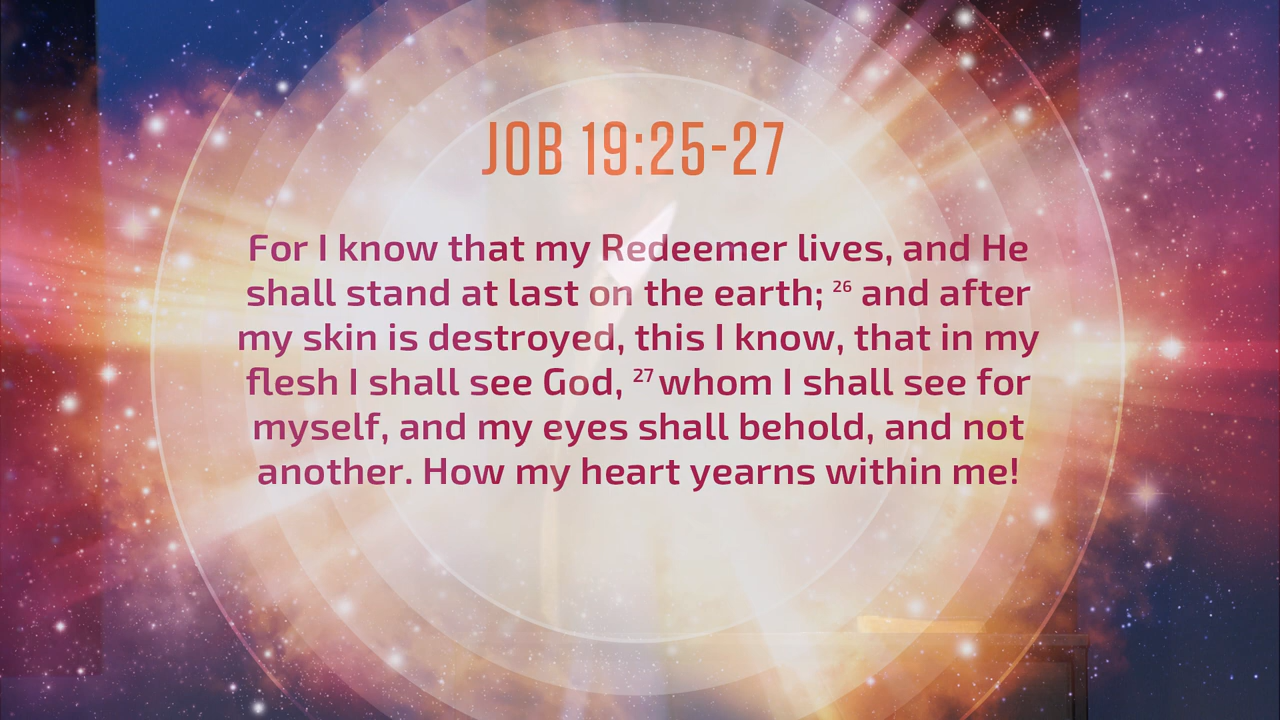 JOB 19:25-27
For I know that my Redeemer lives, and He
shall stand at last on the earth; 26 and after
my skin is destroyed, this I know, that in my
flesh I shall see God, 27 whom I shall see for
myself, and my eyes shall behold, and not
another. How my heart yearns within me!